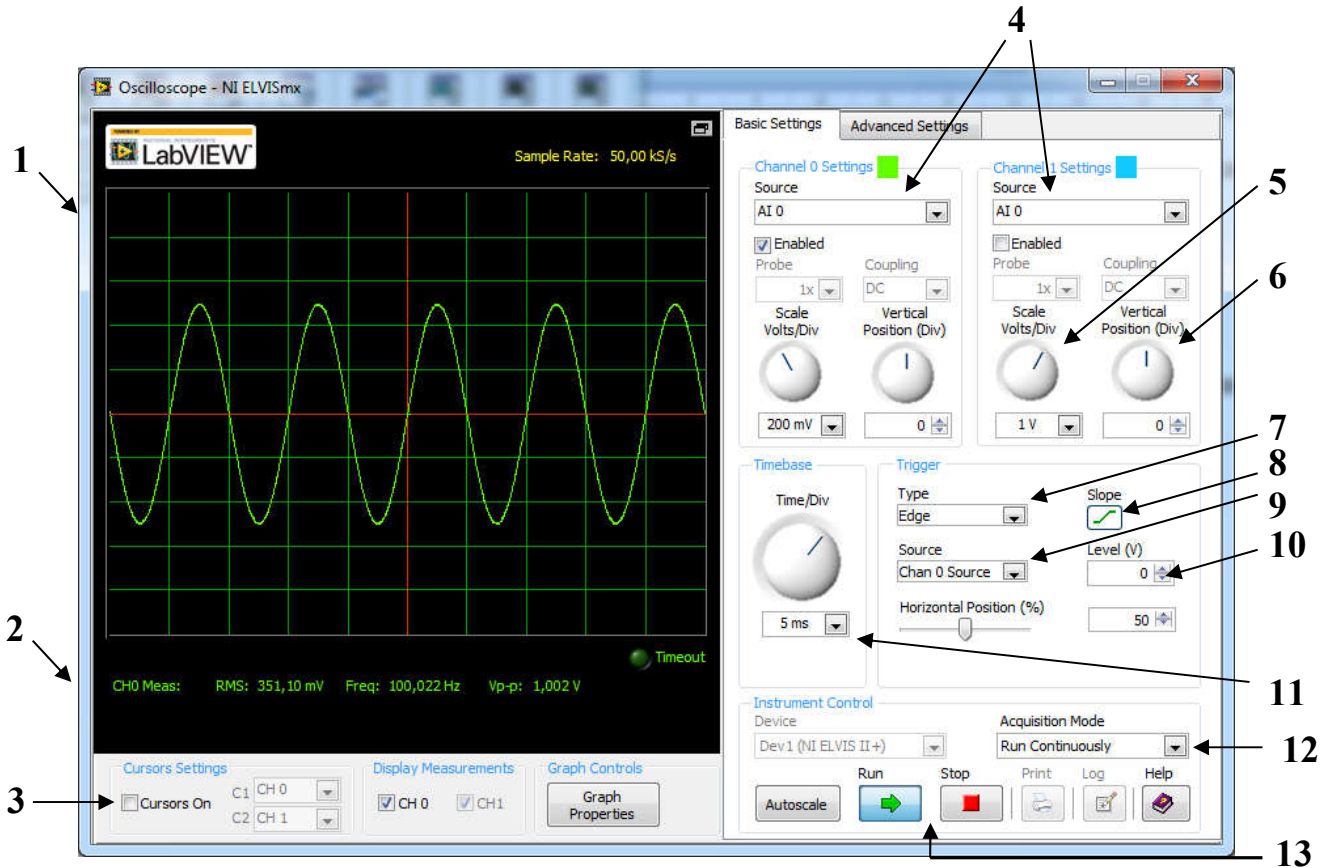 4
Oscilloscope - NI ELVISmx
Basic Settings Advanced Settings
POWERED BY
NATIONAL INSTRUMENTS
LabVIEW
Sample Rate: 50,00 kS/s
1
Channel 0 Settings
Source
AI 0
Enabled
Probe Coupling
1x DC
Scale Volts/Div
Vertical Position (Div)
200 mV 0
Channel 1 Settings
Source
AI 0
Enabled
Probe Coupling
1x DC
Scale Volts/Div
Vertical Position (Div)
1 V 0
5
6
Timebase
Time/Div
5 ms
Trigger
Type Slope
Edge
Source Level (V)
Chan 0 Source 0
Horizontal Position (%)
50
7
8
9
10
11
2
Timeout
CH0 Meas: RMS: 351,10 mV Freq: 100,022 Hz Vp-p: 1,002 V
Instrument Control
Device Acquisition Mode
Dev1 (NI ELVIS II+) Run Continuously
12
Run Stop Print Log Help
Autoscale
13
3
Cursors Settings
Cursors On
C1 CH 0
C2 CH 1
Display Measurements
CH 0 CH1
Graph Controls
Graph
Properties